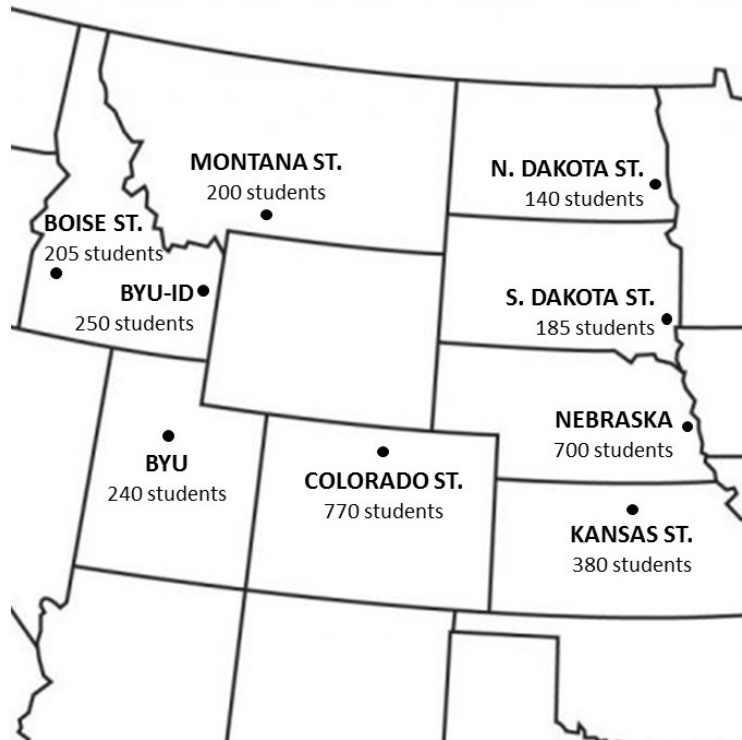 MONTANA ST.
200 students
N. DAKOTA ST.
140 students
BOISE ST.
205 students
BYU-ID
250 students
S. DAKOTA ST.
185 students
BYU
240 students
COLORADO ST.
770 students
NEBRASKA
700 students
KANSAS ST.
380 students